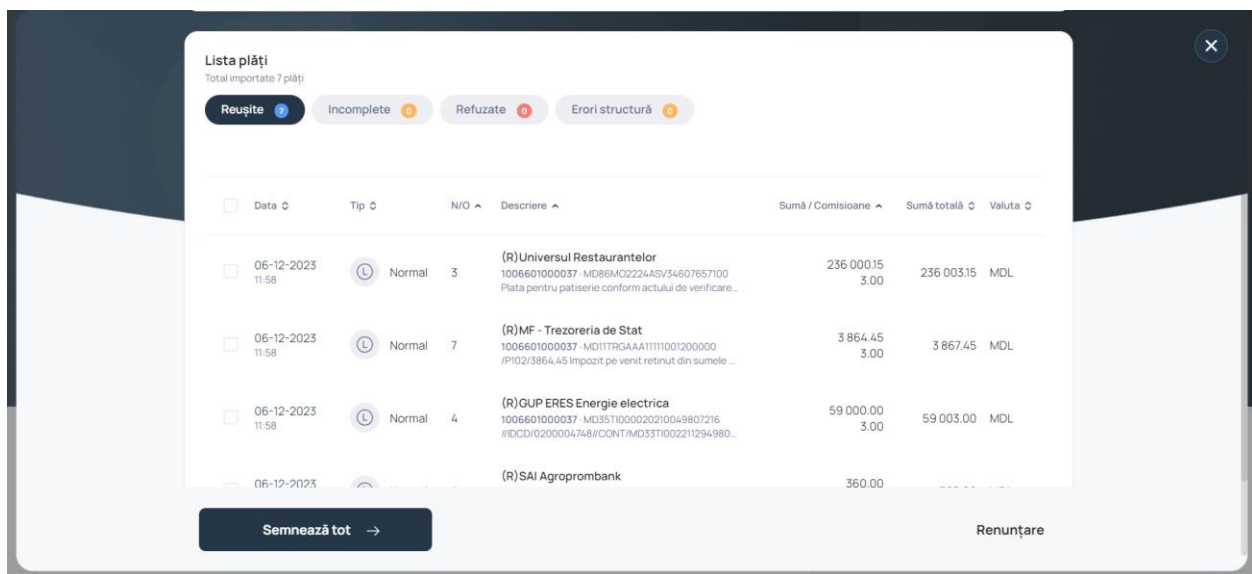 Lista plăți
Total importate 7 plăți
Reușite 7 Incomplete 0 Refuzate 0 Erori structură 0
Data Tip N/O Descriere Sumă / Comisioane Sumă totală Valuta
06-12-2023 L Normal 3 (R)Universul Restaurantelor 236 000.15 236 003.15 MDL
11:58 1006601000037 · MD86MO2224ASV34607657100 3.00
Plata pentru patiserie conform actului de verificare...
06-12-2023 L Normal 7 (R)MF - Trezoreria de Stat 3 864.45 3 867.45 MDL
11:58 1006601000037 · MD11TRGAAA11111001200000 3.00
/P102/3864,45 Impozit pe venit retinut din sumele ...
06-12-2023 L Normal 4 (R)GUP ERES Energie electrica 59 000.00 59 003.00 MDL
11:58 1006601000037 · MD35TI000020210049807216 3.00
//IDCD/0200004748//CONT/MD33TI002211294980...
06-12-2023 (R)SAI Agroprombank 360.00
Semnează tot → Renunțare